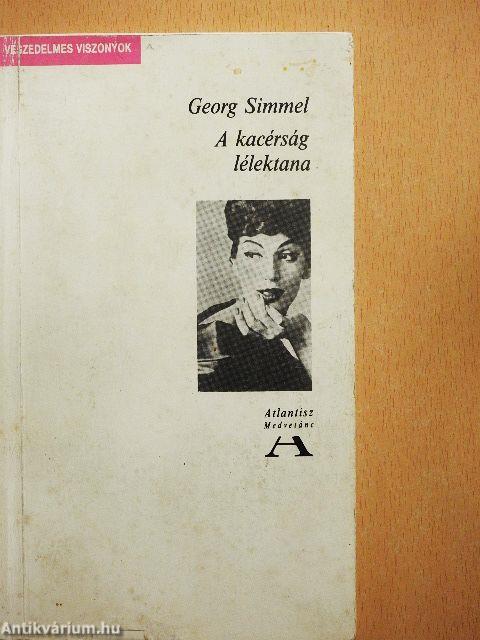 VESZEDELMES VISZONYOK
Georg Simmel
A kacérság
lélektana
Atlantisz
Medvetánc
A
Antikvárium.hu